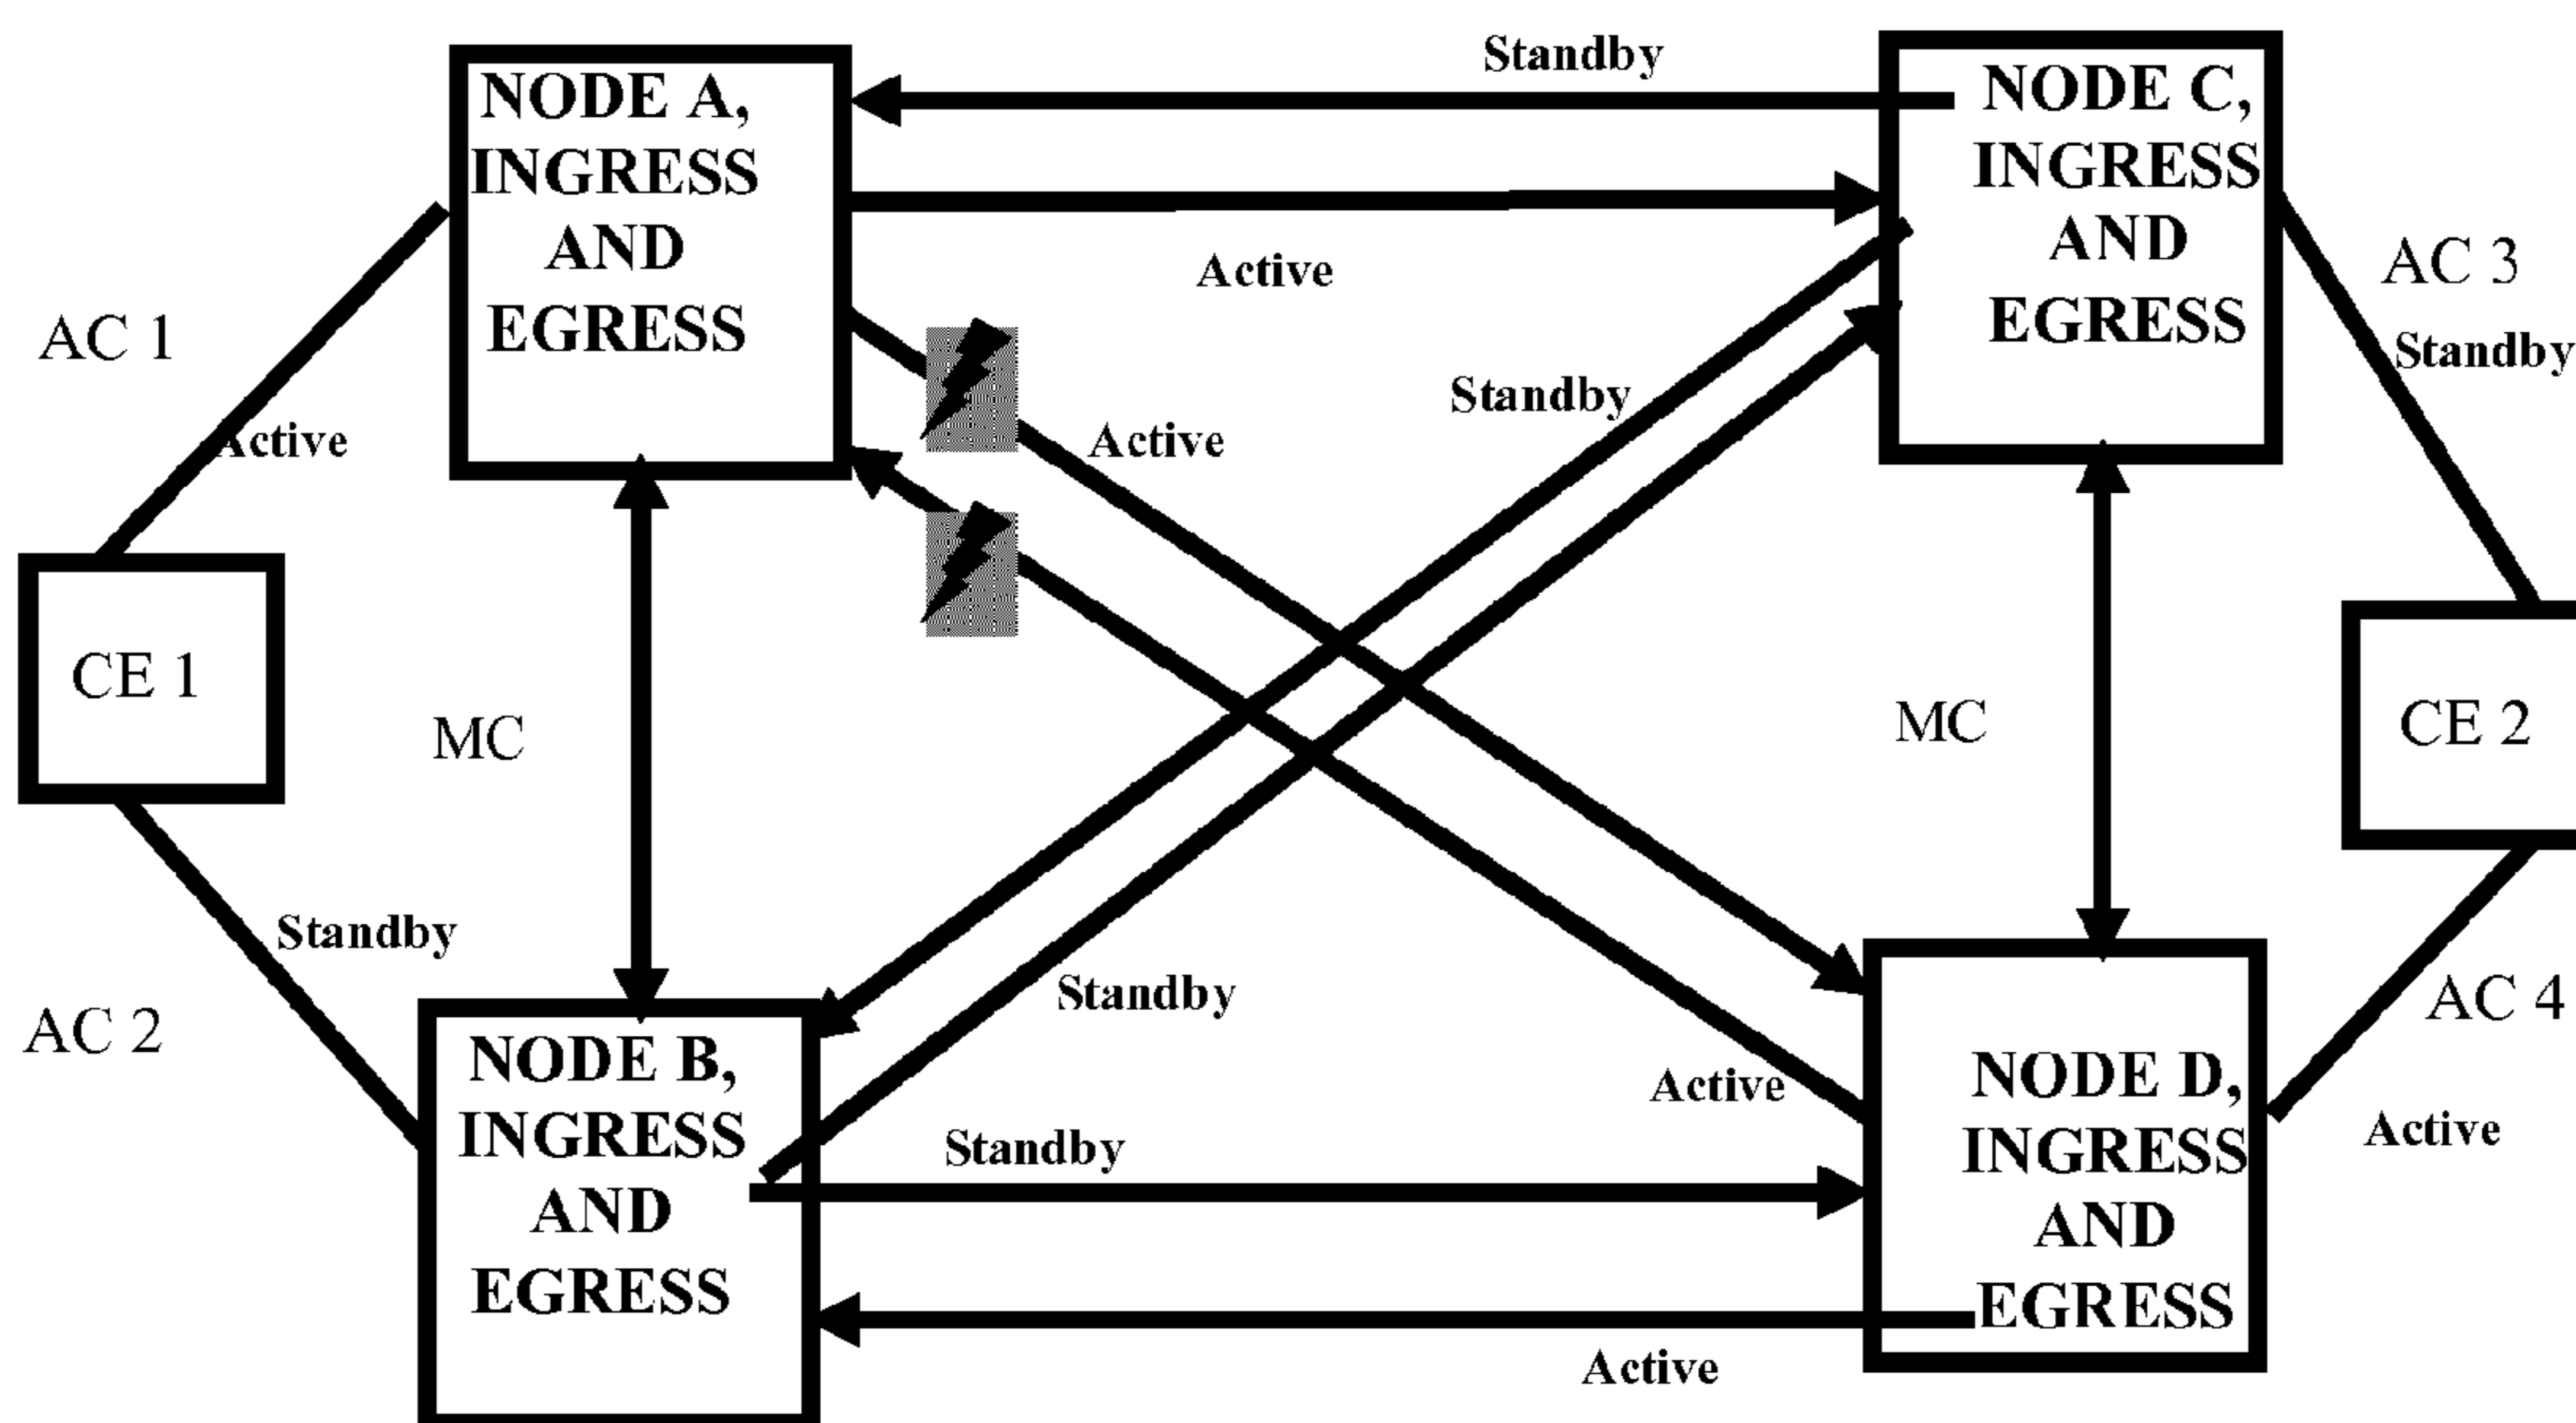 Standby
NODE A,
INGRESS
AND
EGRESS
NODE C,
INGRESS
AND
EGRESS
Active
AC 1
Active
AC 3
Standby
Standby
Active
CE 1
MC
MC
CE 2
Standby
AC 2
Standby
AC 4
Active
Active
NODE B,
INGRESS
AND
EGRESS
Standby
NODE D,
INGRESS
AND
EGRESS
Active